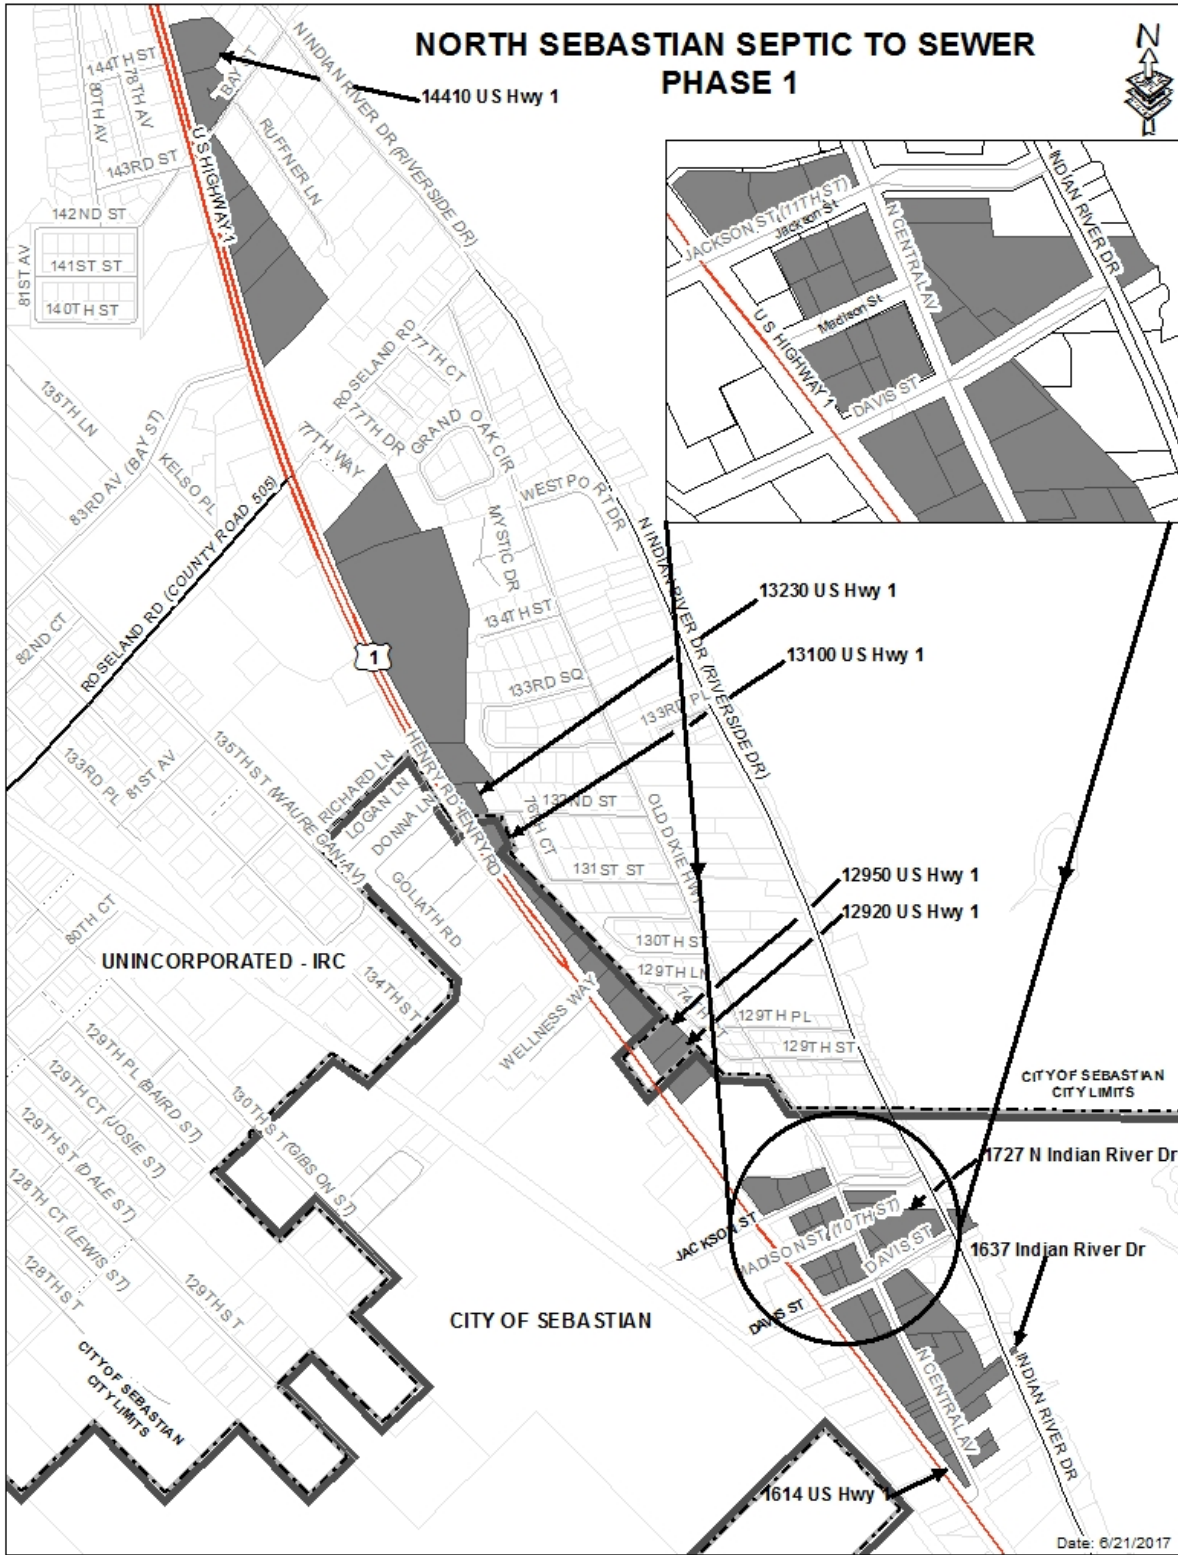 NORTH SEBASTIAN SEPTIC TO SEWER
PHASE 1
N
14410 US Hwy 1
144TH ST
78TH AV
80TH AV
BAY ST
143RD ST
RUFFNER LN
N INDIAN RIVER DR (RIVERSIDE DR)
US HIGHWAY 1
142ND ST
81ST AV
141ST ST
140TH ST
JACKSON ST (11TH ST)
Jackson St
N CENTRAL AV
INDIAN RIVER DR
Madison St
US HIGHWAY 1
DAVIS ST
135TH LN
83RD AV (BAY ST)
KELSO PL
ROSELAND RD
77TH CT
77TH DR
77TH WAY
GRAND OAK CIR
WESTPORT DR
MYSTIC DR
N INDIAN RIVER DR (RIVERSIDE DR)
ROSELAND RD (COUNTY ROAD 505)
82ND CT
134TH ST
1
13230 US Hwy 1
13100 US Hwy 1
133RD SQ
133RD PL
133RD PL
81ST AV
135TH ST (WAUREGAN AV)
RICHARD LN
LOGAN LN
DONNA LN
HENRY RD
HENRY RD
GOLIATH RD
132ND ST
76TH CT
131ST ST
OLD DIXIE HWY
12950 US Hwy 1
12920 US Hwy 1
80TH CT
UNINCORPORATED - IRC
134TH ST
130TH ST
129TH LN
74TH CT
129TH PL
129TH ST
WELLNESS WAY
CITY OF SEBASTIAN
CITY LIMITS
129TH PL (BAIRD ST)
129TH CT (JOSIE ST)
129TH ST (DALE ST)
128TH CT (LEWIS ST)
128TH ST
130TH ST (GIBSON ST)
129TH ST
1727 N Indian River Dr
JACKSON ST
MADISON ST (10TH ST)
DAVIS ST
DAVIS ST
1637 Indian River Dr
CITY OF SEBASTIAN
CITY OF SEBASTIAN
CITY LIMITS
N CENTRAL AV
INDIAN RIVER DR
1614 US Hwy 1
Date: 6/21/2017